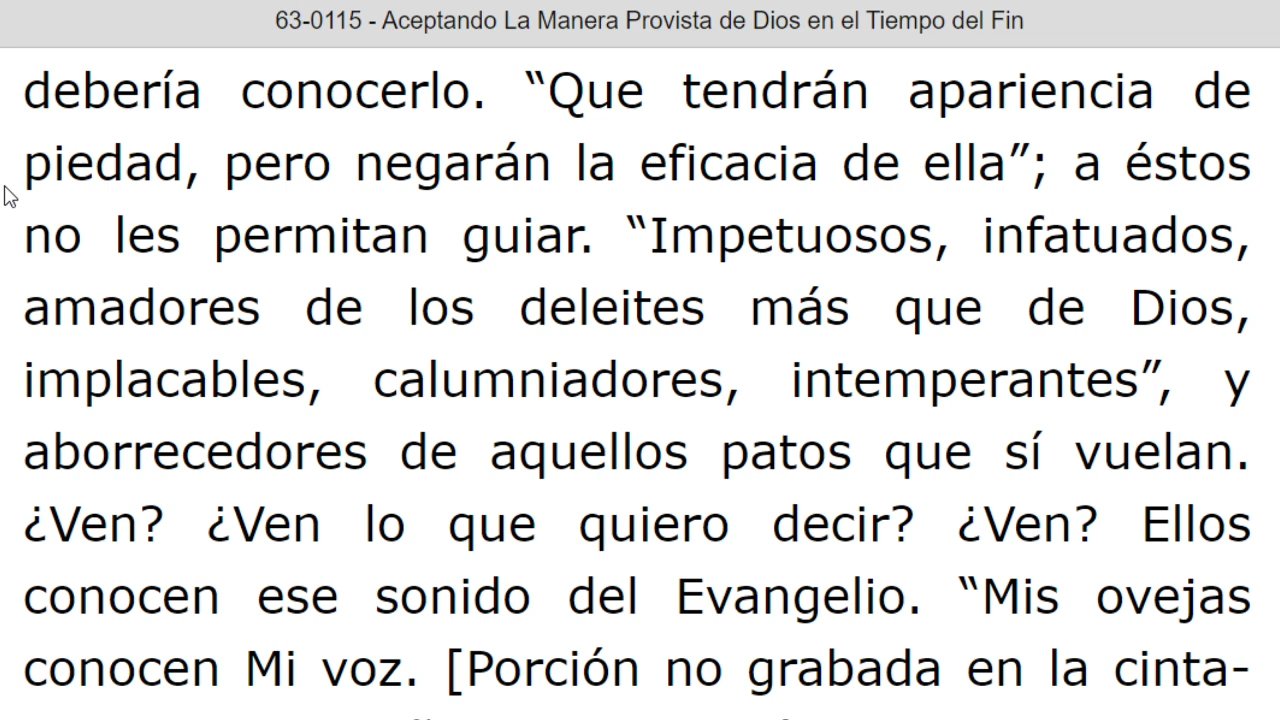 63-0115 - Aceptando La Manera Provista de Dios en el Tiempo del Fin
debería conocerlo. “Que tendrán apariencia de
piedad, pero negarán la eficacia de ella”; a éstos
no les permitan guiar. “Impetuosos, infatuados,
amadores de los deleites más que de Dios,
implacables, calumniadores, intemperantes”, y
aborrecedores de aquellos patos que sí vuelan.
¿Ven? ¿Ven lo que quiero decir? ¿Ven? Ellos
conocen ese sonido del Evangelio. “Mis ovejas
conocen Mi voz. [Porción no grabada en la cinta-